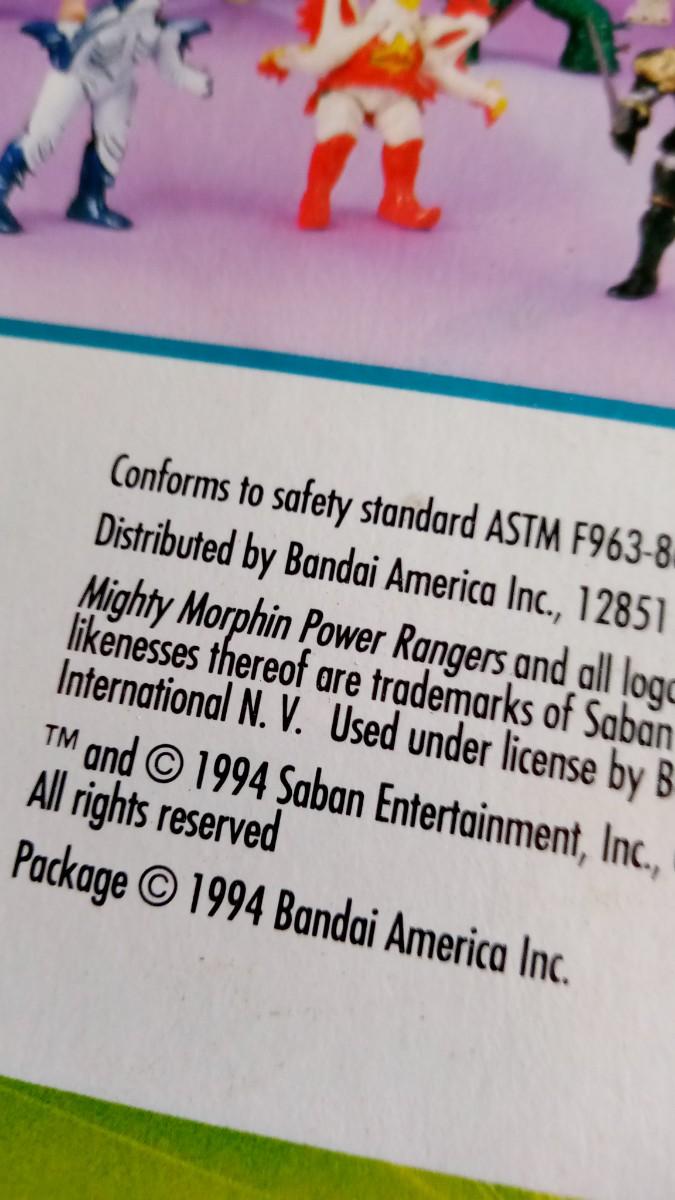 Conforms to safety standard ASTM F963-8
Distributed by Bandai America Inc., 12851
Mighty Morphin Power Rangers and all logo
likenesses thereof are trademarks of Saban
International N. V. Used under license by B
™ and © 1994 Saban Entertainment, Inc.,
All rights reserved
Package © 1994 Bandai America Inc.